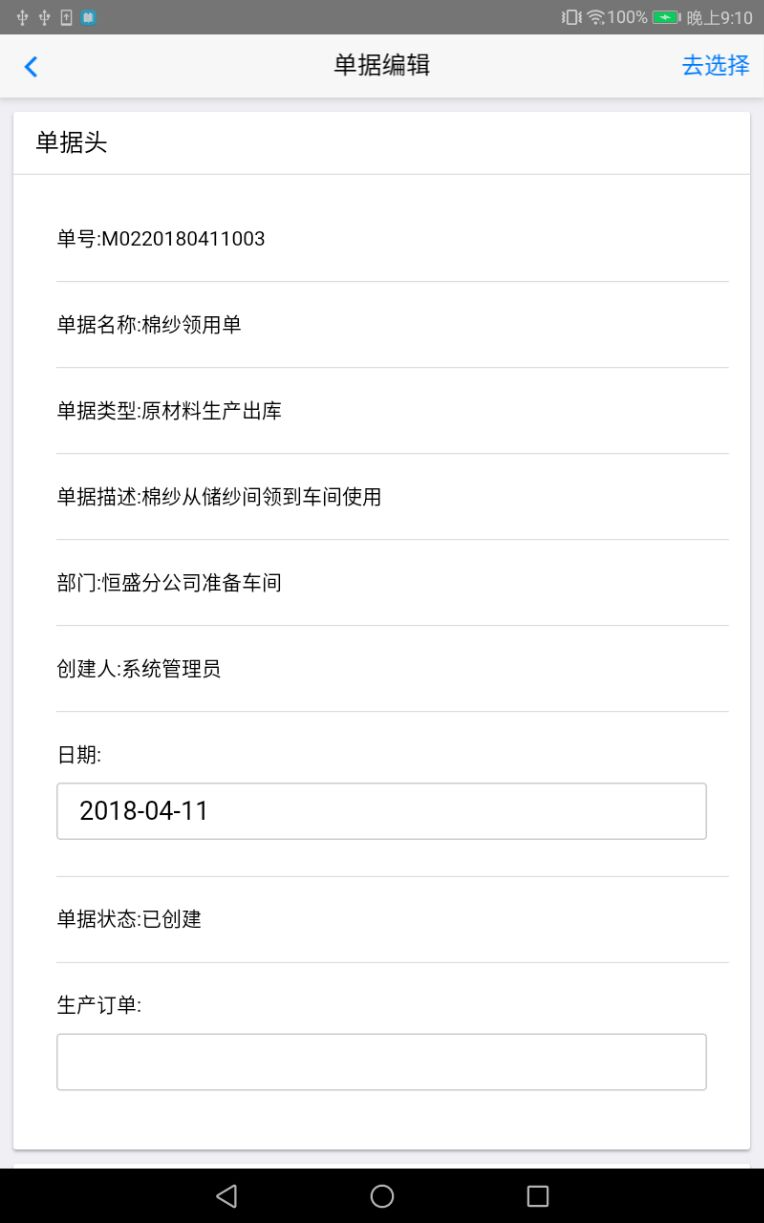 100% 晚上9:10
单据编辑
去选择
单据头
单号:M0220180411003
单据名称:棉纱领用单
单据类型:原材料生产出库
单据描述:棉纱从储纱间领到车间使用
部门:恒盛分公司准备车间
创建人:系统管理员
日期:
2018-04-11
单据状态:已创建
生产订单: